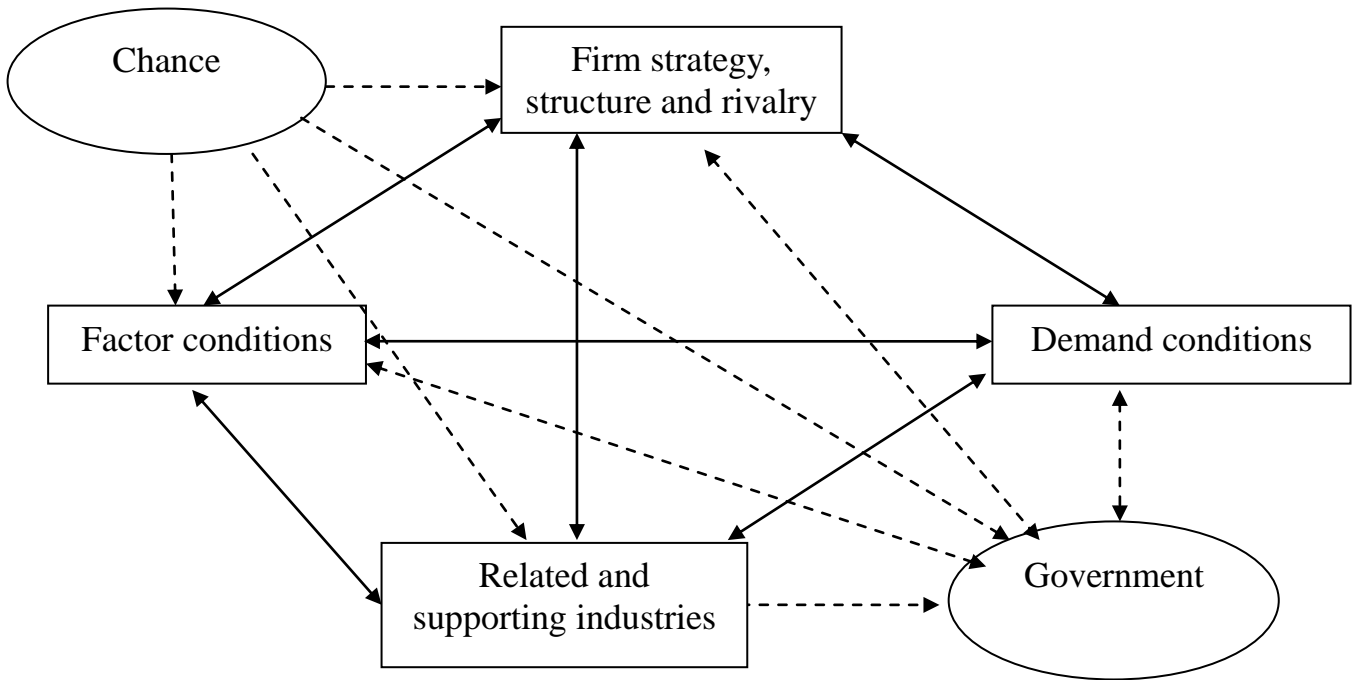 Chance
Firm strategy,
structure and rivalry
Factor conditions
Demand conditions
Related and
supporting industries
Government